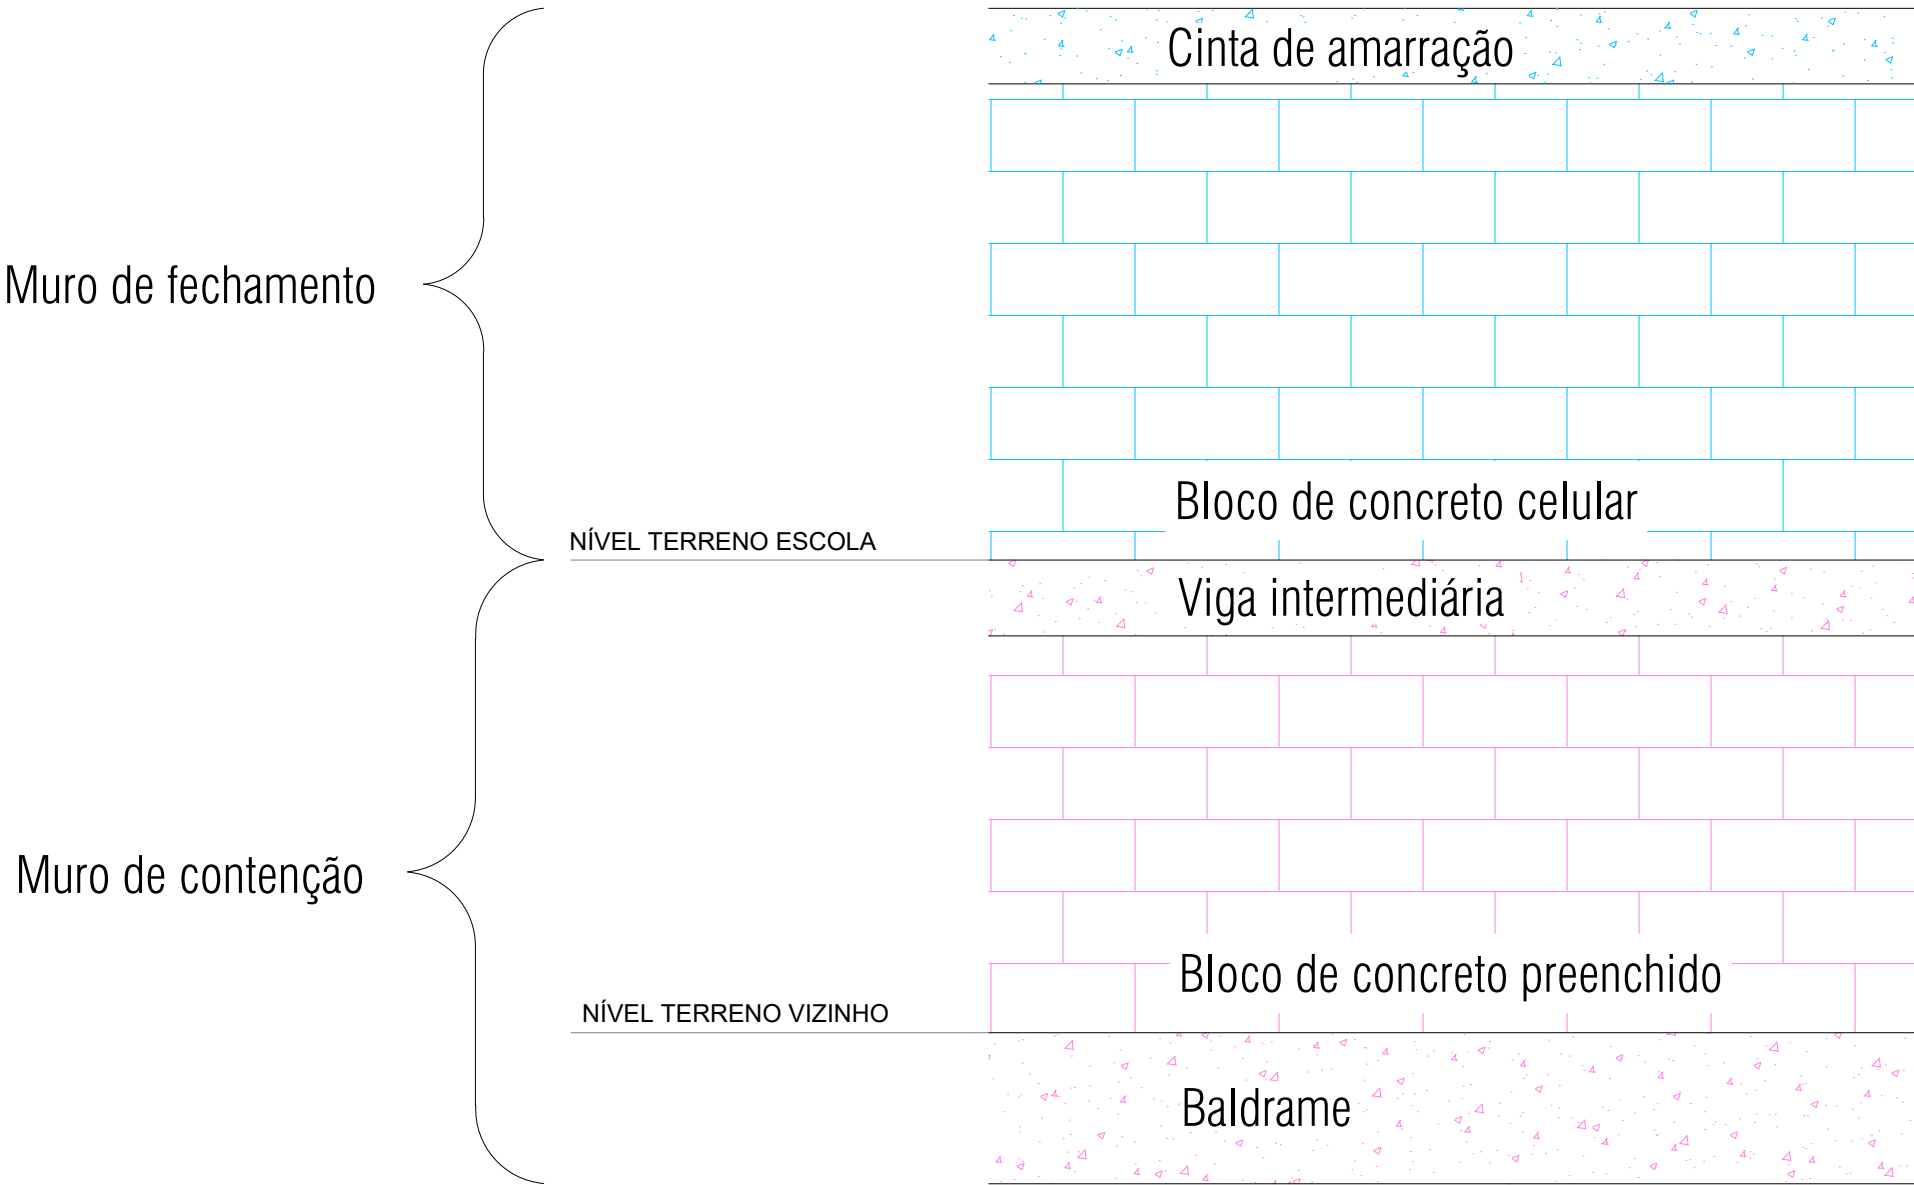 Cinta de amarração
Muro de fechamento
Bloco de concreto celular
NÍVEL TERRENO ESCOLA
Viga intermediária
Muro de contenção
Bloco de concreto preenchido
NÍVEL TERRENO VIZINHO
Baldrame